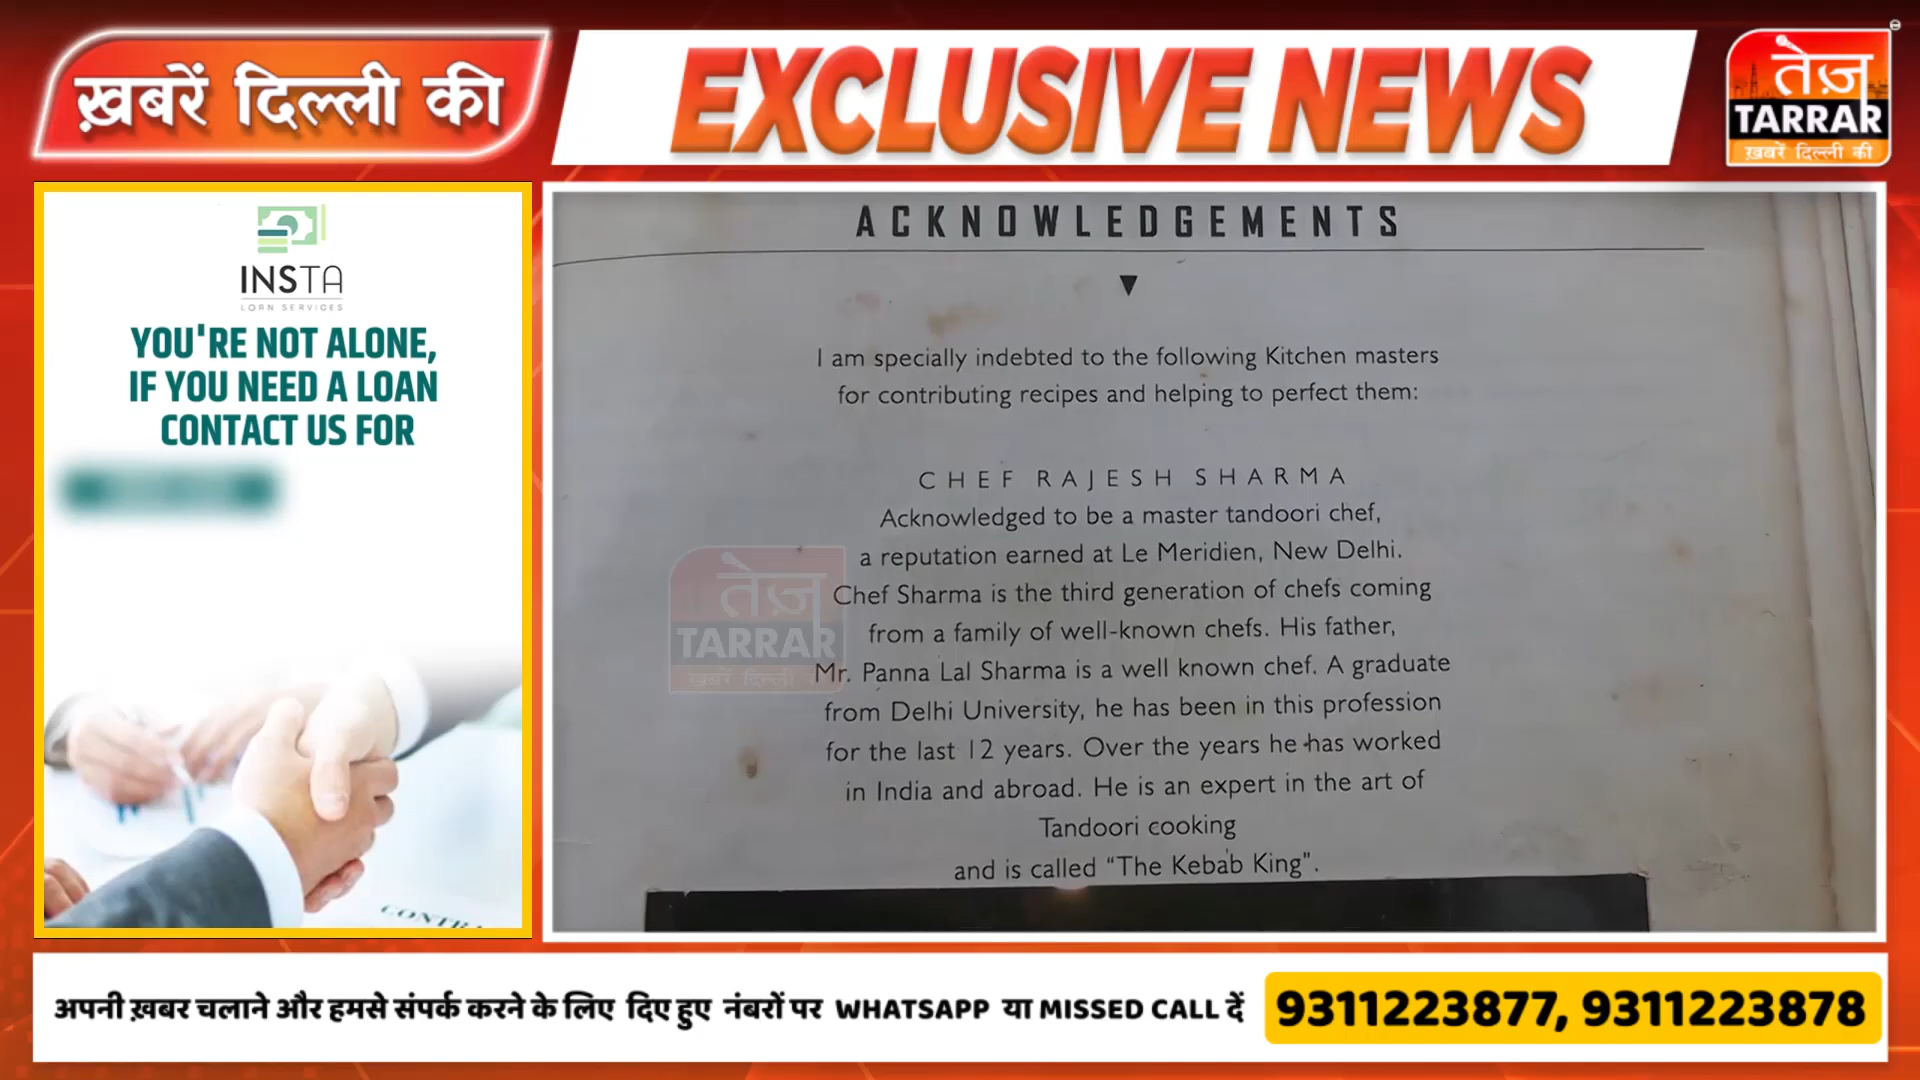 ख़बरें दिल्ली की
EXCLUSIVE NEWS
तेज़
TARRAR
ख़बरें दिल्ली की
INSTA
LOAN SERVICES
YOU'RE NOT ALONE,
IF YOU NEED A LOAN
CONTACT US FOR
ACKNOWLEDGEMENTS
I am specially indebted to the following Kitchen masters
for contributing recipes and helping to perfect them:
CHEF RAJESH SHARMA
Acknowledged to be a master tandoori chef,
a reputation earned at Le Meridien, New Delhi.
Chef Sharma is the third generation of chefs coming
from a family of well-known chefs. His father,
Mr. Panna Lal Sharma is a well known chef. A graduate
from Delhi University, he has been in this profession
for the last 12 years. Over the years he has worked
in India and abroad. He is an expert in the art of
Tandoori cooking
and is called “The Kebab King”.
तेज़
TARRAR
ख़बरें दिल्ली
अपनी ख़बर चलाने और हमसे संपर्क करने के लिए दिए हुए नंबरों पर WHATSAPP या MISSED CALL दें
9311223877, 9311223878